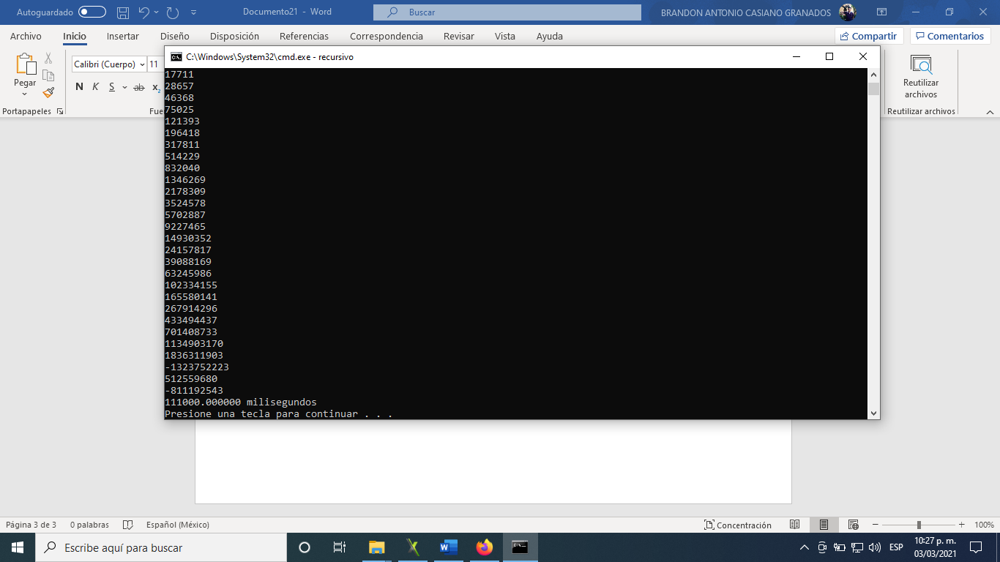 Autoguardado
Documento21 - Word
Buscar
BRANDON ANTONIO CASIANO GRANADOS
Archivo Inicio Insertar Diseño Disposición Referencias Correspondencia Revisar Vista Ayuda
Compartir Comentarios
C:\Windows\System32\cmd.exe - recursivo
Pegar
Calibri (Cuerpo) 11
N K S ab x2
Portapapeles
Fue
Reutilizar
archivos
Reutilizar archivos
17711
28657
46368
75025
121393
196418
317811
514229
832040
1346269
2178309
3524578
5702887
9227465
14930352
24157817
39088169
63245986
102334155
165580141
267914296
433494437
701408733
1134903170
1836311903
-1323752223
512559680
-811192543
111000.000000 milisegundos
Presione una tecla para continuar . . .
Página 3 de 3 0 palabras Español (México)
Concentración
100%
Escribe aquí para buscar
ESP
10:27 p. m.
03/03/2021